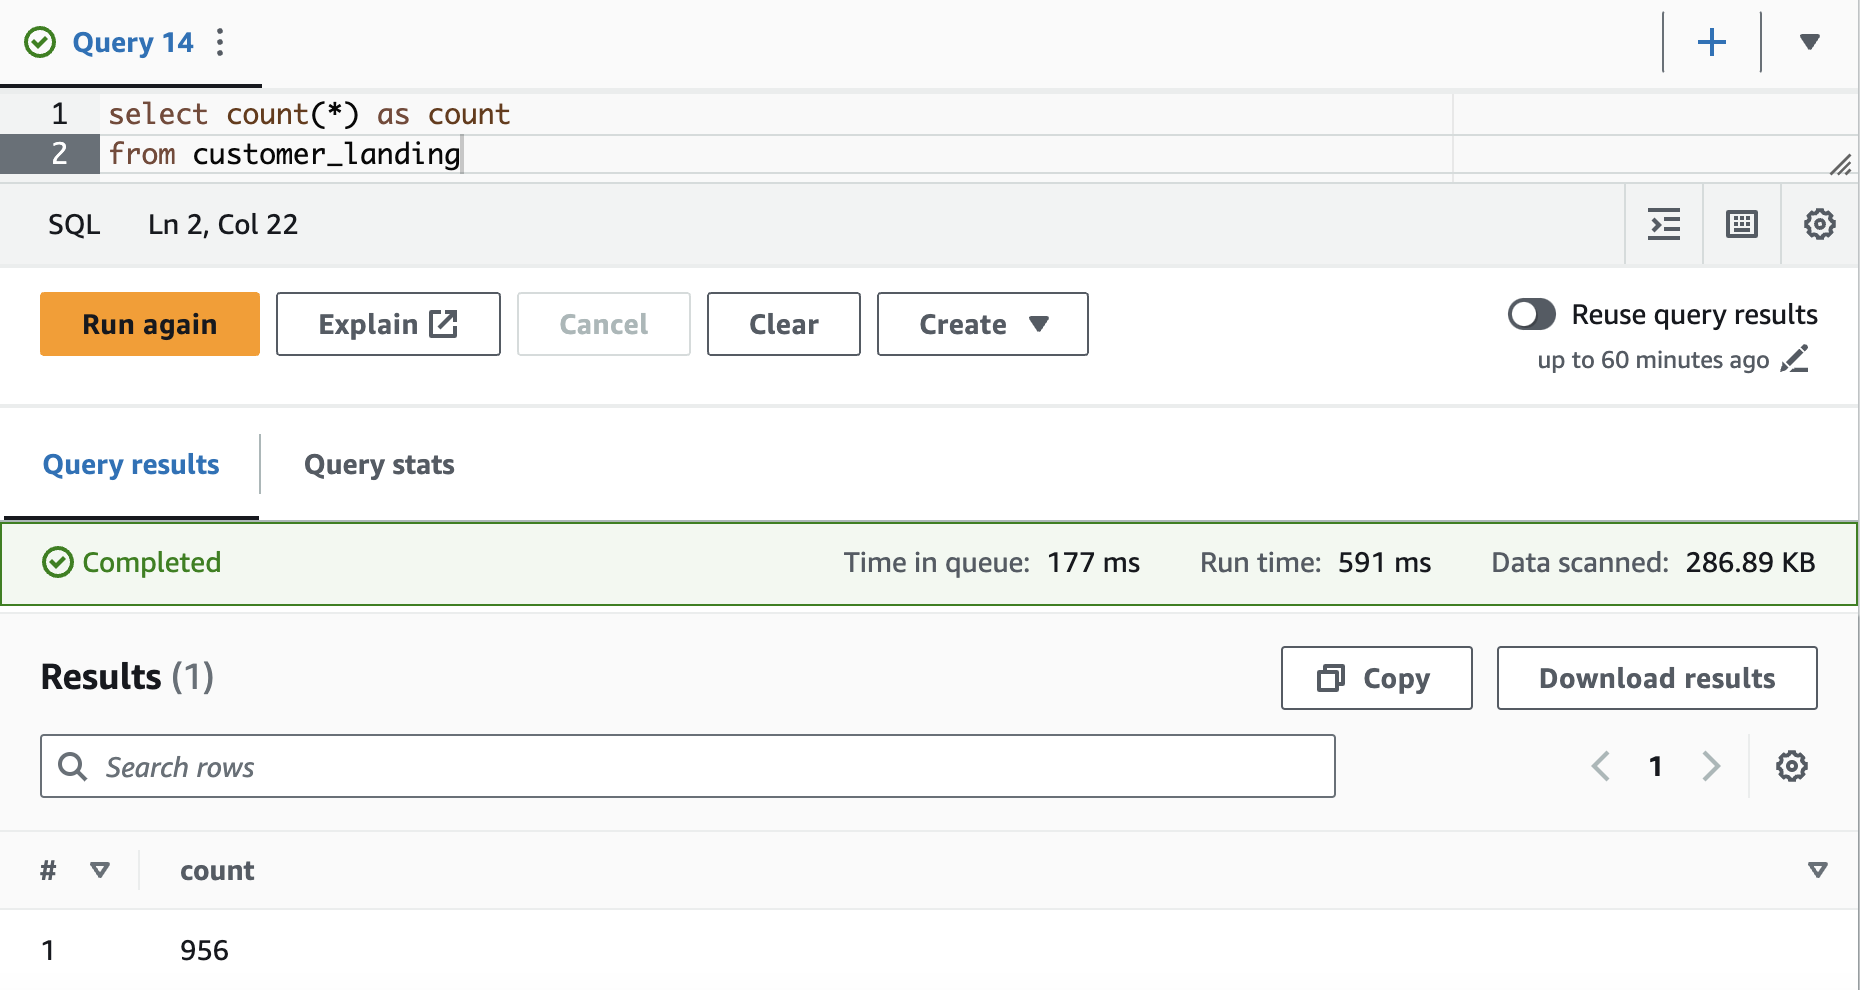 Query 14
1 select count(*) as count
2 from customer_landing
SQL Ln 2, Col 22
Run again Explain Cancel Clear Create Reuse query results
up to 60 minutes ago
Query results Query stats
Completed Time in queue: 177 ms Run time: 591 ms Data scanned: 286.89 KB
Results (1) Copy Download results
Search rows 1
# count
1 956